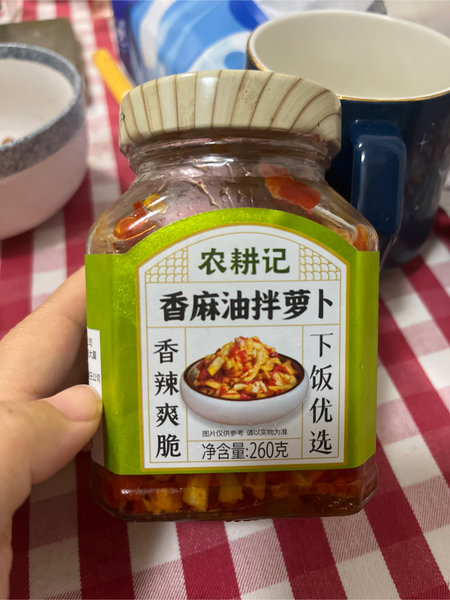 农耕记
香麻油拌萝卜
香辣爽脆
下饭优选
图片仅供参考 请以实物为准
净含量:260克